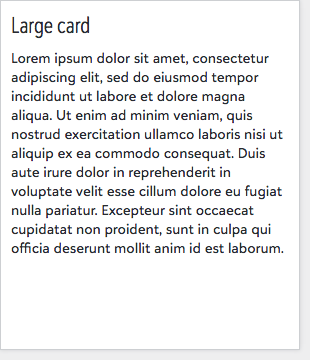 Large card
Lorem ipsum dolor sit amet, consectetur
adipiscing elit, sed do eiusmod tempor
incididunt ut labore et dolore magna
aliqua. Ut enim ad minim veniam, quis
nostrud exercitation ullamco laboris nisi ut
aliquip ex ea commodo consequat. Duis
aute irure dolor in reprehenderit in
voluptate velit esse cillum dolore eu fugiat
nulla pariatur. Excepteur sint occaecat
cupidatat non proident, sunt in culpa qui
officia deserunt mollit anim id est laborum.